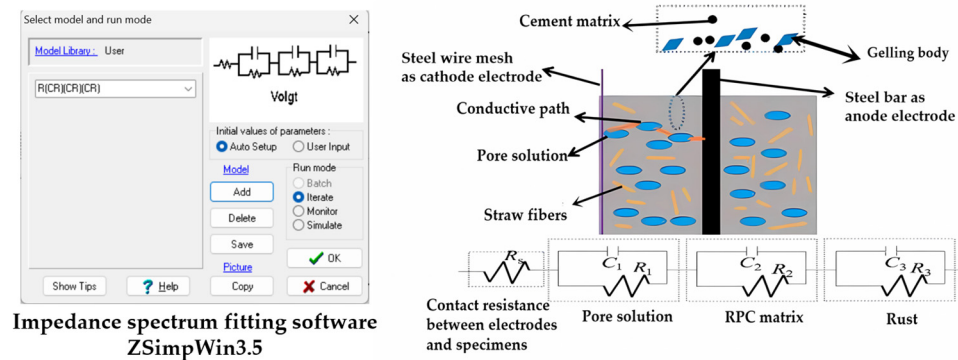 Select model and run mode
Model Library : User
R(CR)(CR)(CR)
Volgt
Initial values of parameters :
Auto Setup
User Input
Model
Add
Delete
Save
Picture
Copy
Run mode
Batch
Iterate
Monitor
Simulate
OK
Cancel
Show Tips
? Help
Impedance spectrum fitting software
ZSimpWin3.5
Cement matrix
Gelling body
Steel wire mesh
as cathode electrode
Conductive path
Steel bar as
anode electrode
Pore solution
Straw fibers
Rs
C1
R1
C2
R2
C3
R3
Contact resistance
between electrodes
and specimens
Pore solution
RPC matrix
Rust